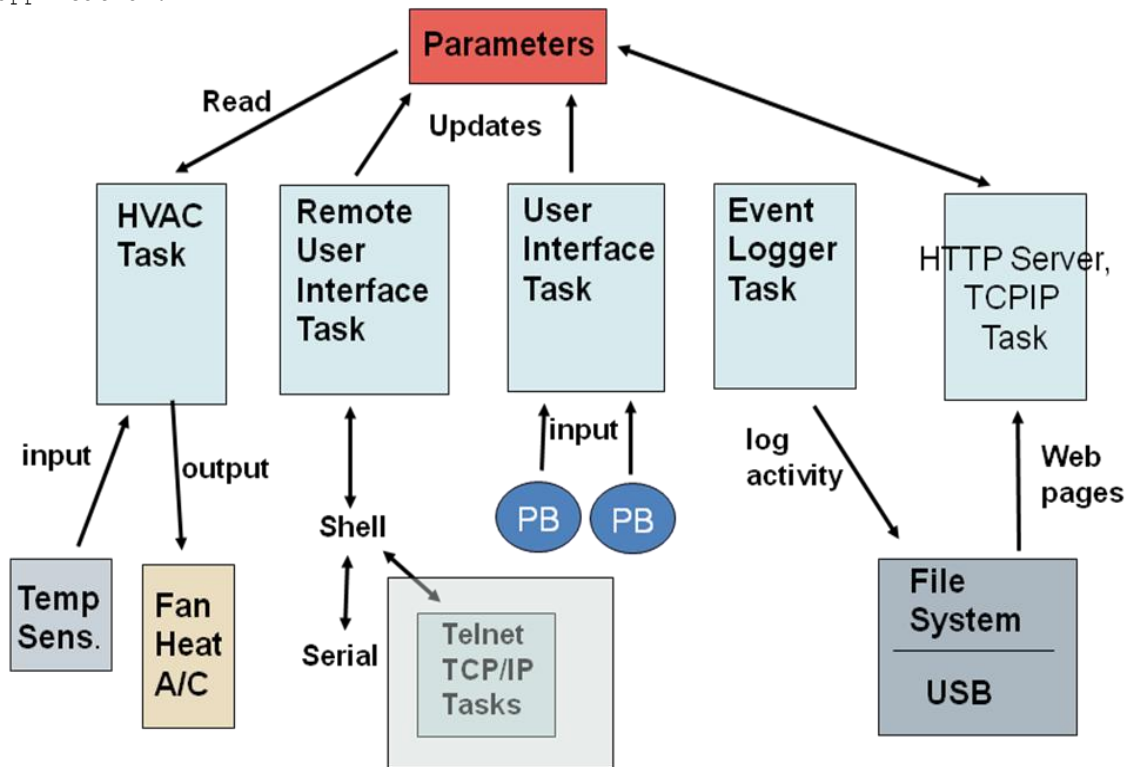 Parameters
Read
Updates
HVAC
Task
Remote
User
Interface
Task
User
Interface
Task
Event
Logger
Task
HTTP Server,
TCPIP
Task
input
output
input
log
activity
Web
pages
PB
PB
Shell
Serial
Temp
Sens.
Fan
Heat
A/C
Telnet
TCP/IP
Tasks
File
System
USB